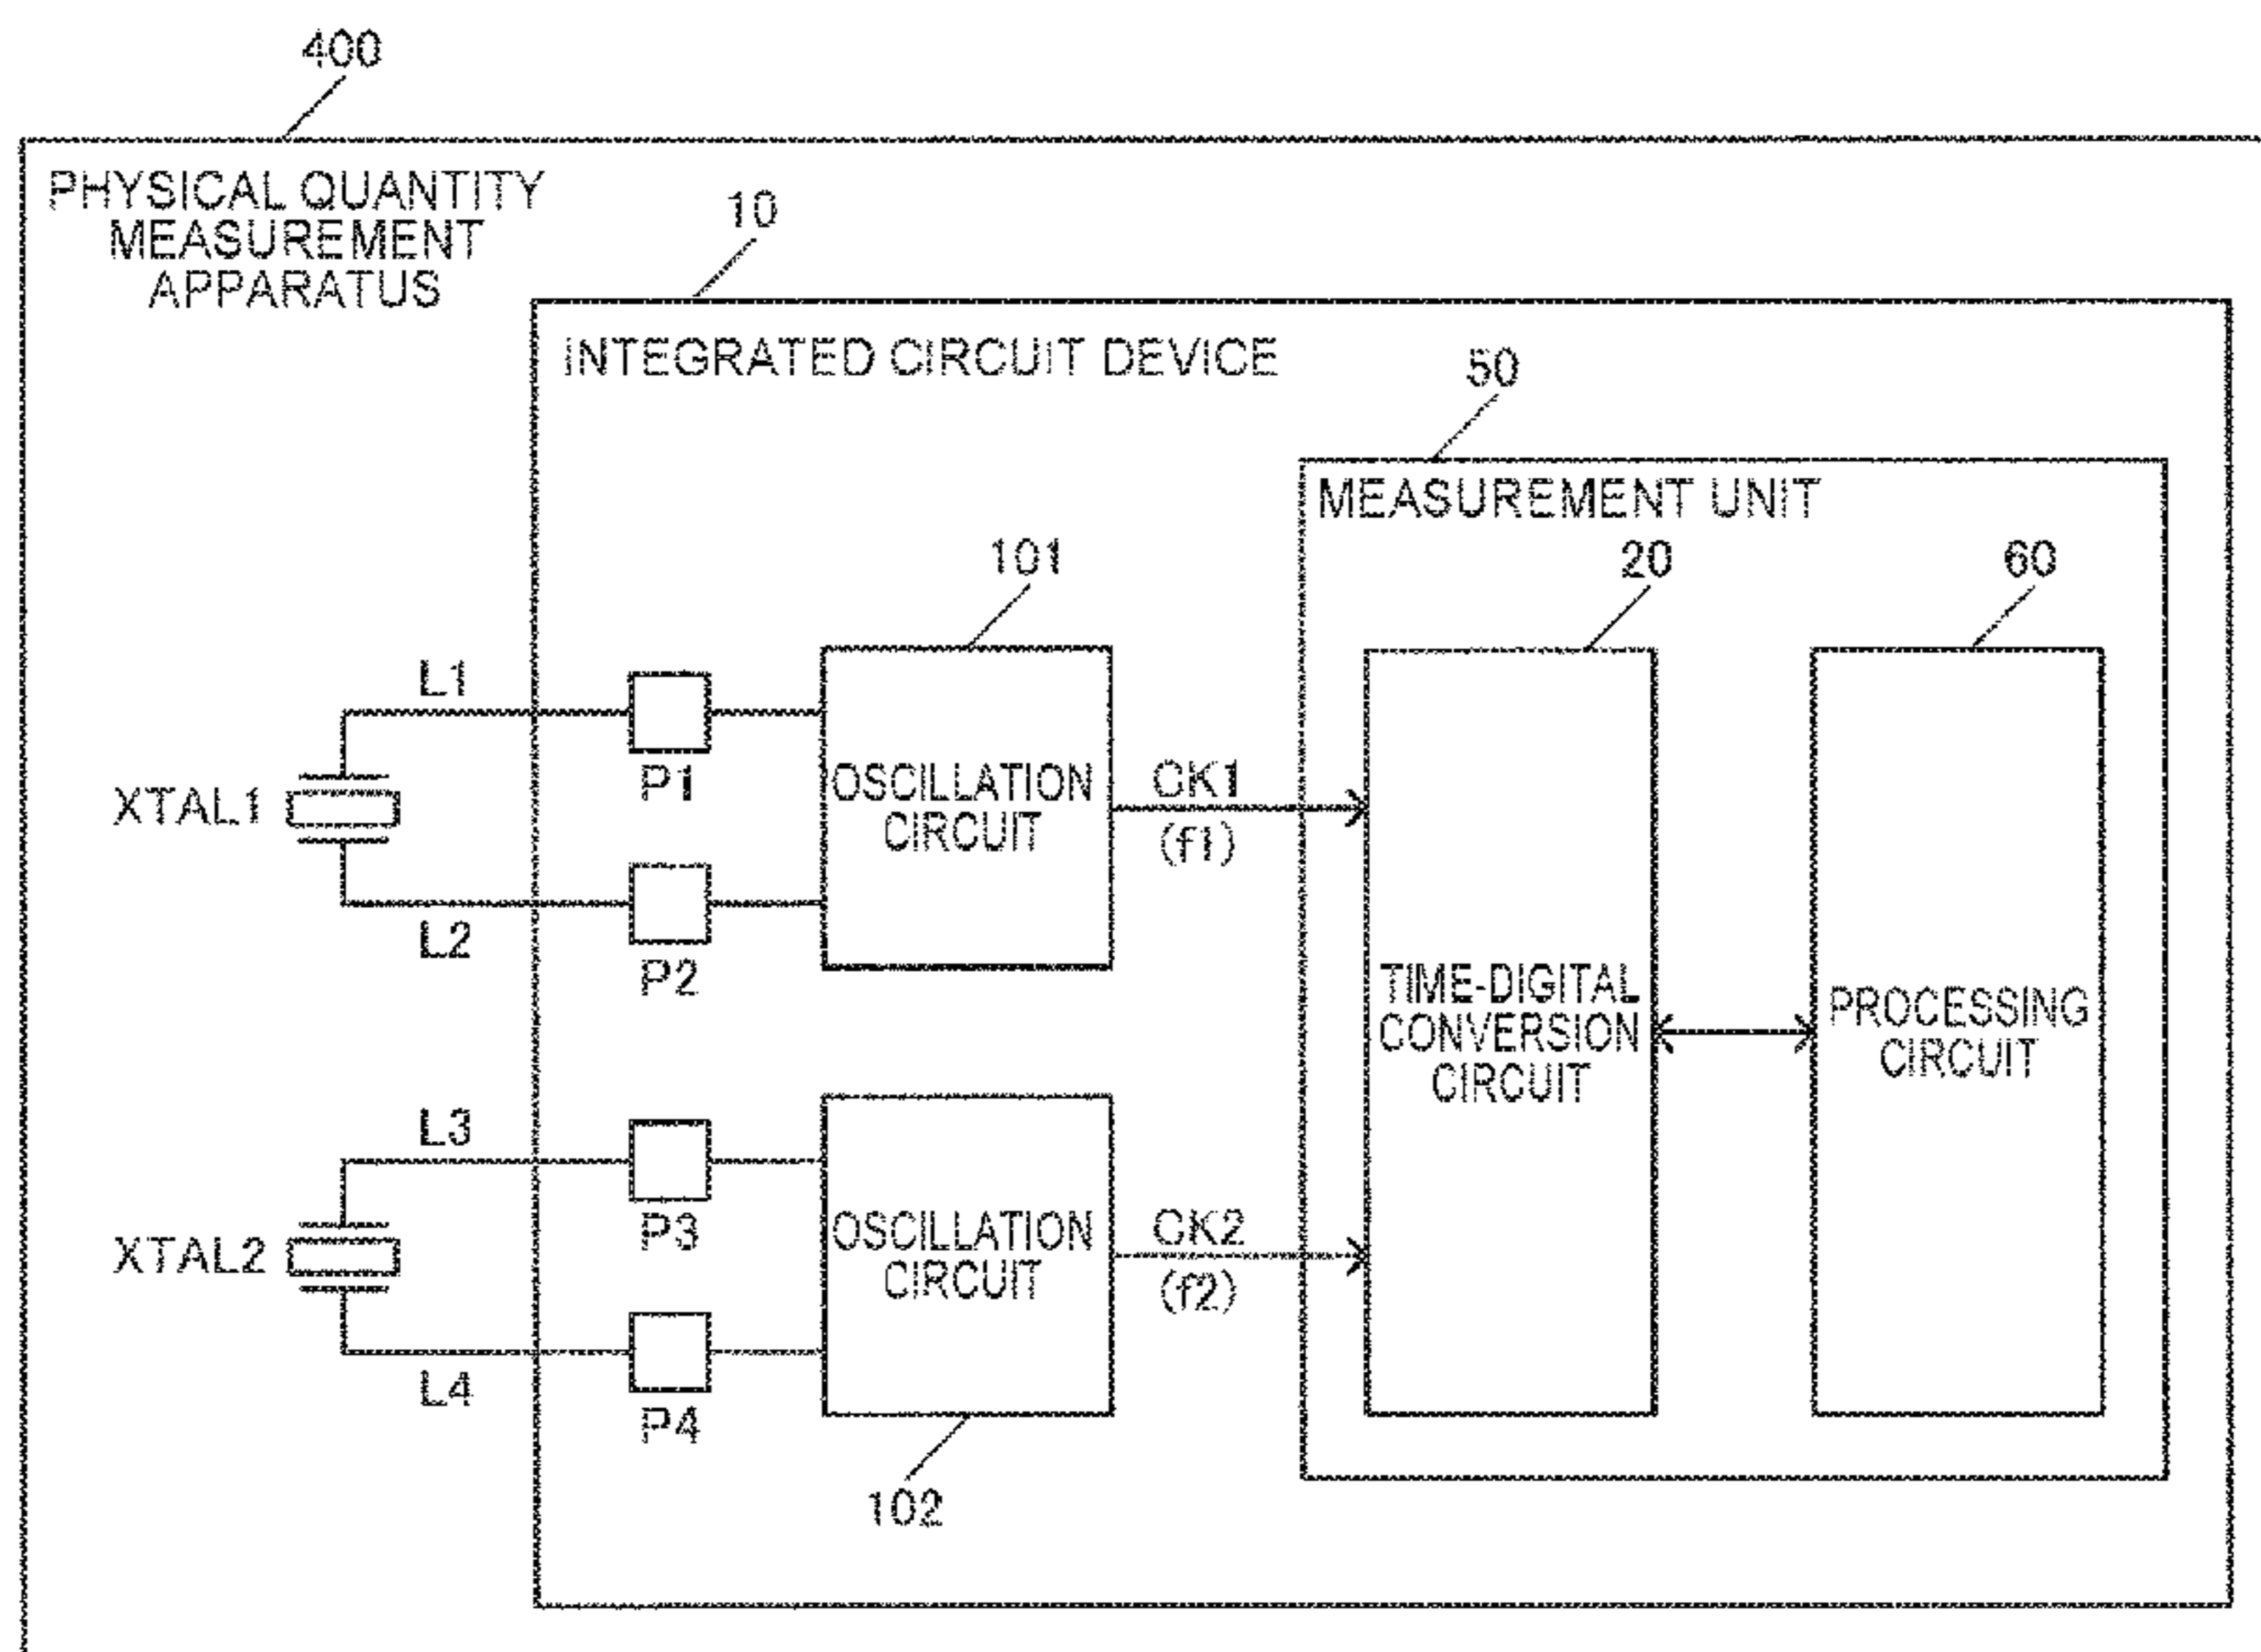 400
PHYSICAL QUANTITY
MEASUREMENT
APPARATUS
10
INTEGRATED CIRCUIT DEVICE
50
MEASUREMENT UNIT
101
20
60
L1
P1
XTAL1
OSCILLATION
CIRCUIT
CK1
(f1)
L2
P2
TIME-DIGITAL
CONVERSION
CIRCUIT
PROCESSING
CIRCUIT
L3
P3
XTAL2
OSCILLATION
CIRCUIT
CK2
(f2)
L4
P4
102